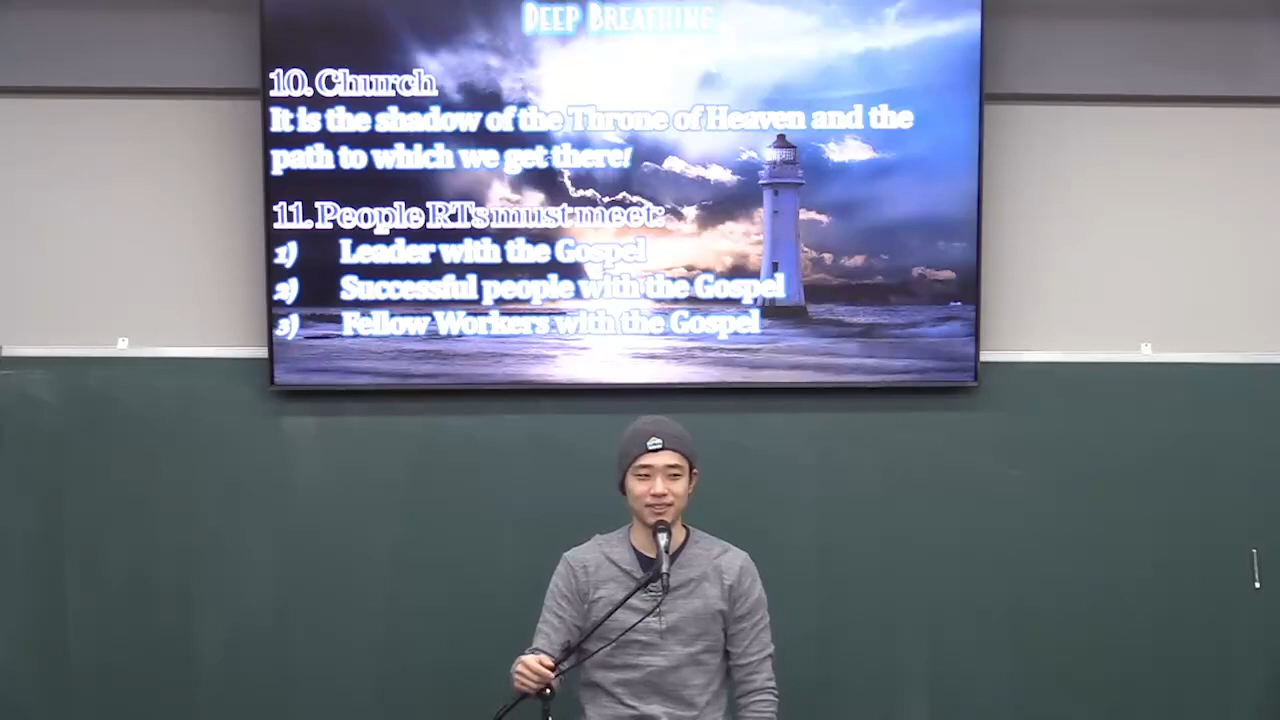 DEEP BREATHING
10. Church
It is the shadow of the Throne of Heaven and the
path to which we get there!
11. People RTs must meet:
1) Leader with the Gospel
2) Successful people with the Gospel
3) Fellow Workers with the Gospel